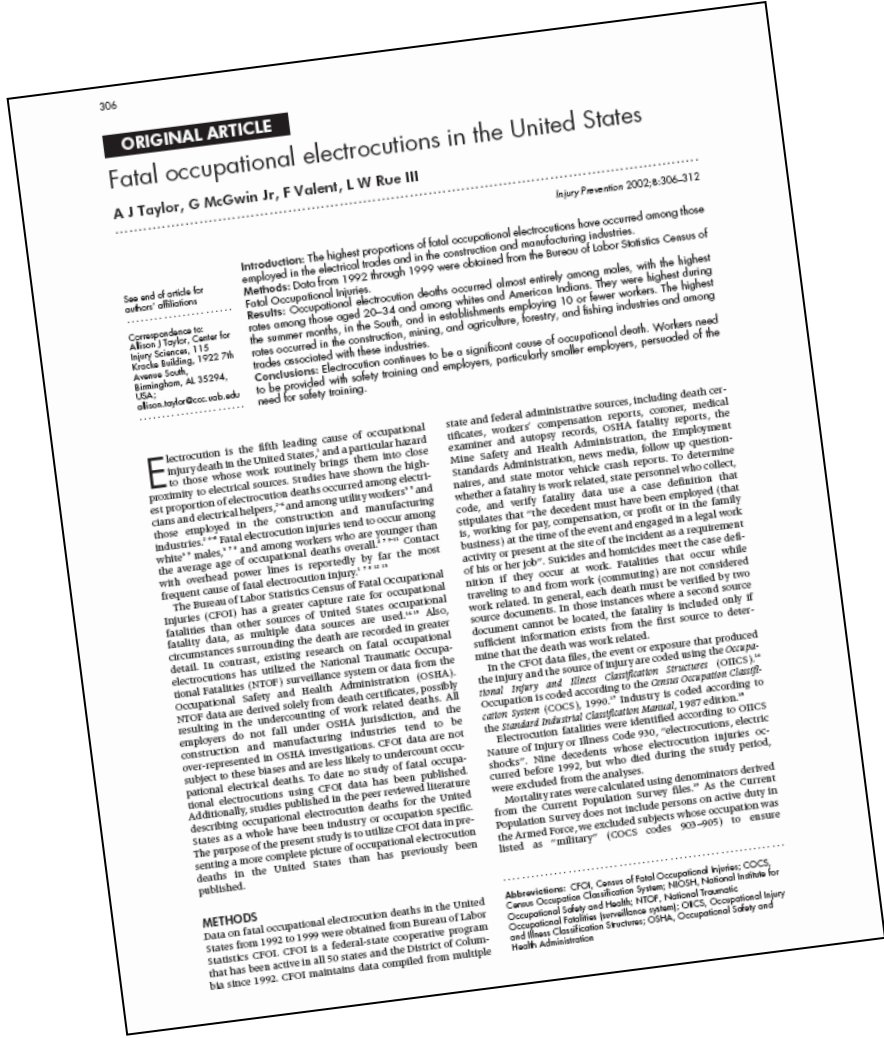 306
ORIGINAL ARTICLE
Fatal occupational electrocutions in the United States
A J Taylor, G McGwin Jr, F Valent, L W Rue III
Injury Prevention 2002;8:306–312
See end of article for
authors' affiliations
Correspondence to:
Allison J Taylor, Center for
Injury Sciences, 115
Kracke Building, 1922 7th
Avenue South,
Birmingham, AL 35294,
USA;
allison.taylor@ccc.uab.edu
Introduction: The highest proportions of fatal occupational electrocutions have occurred among those
employed in the electrical trades and in the construction and manufacturing industries.
Methods: Data from 1992 through 1999 were obtained from the Bureau of Labor Statistics Census of
Fatal Occupational Injuries.
Results: Occupational electrocution deaths occurred almost entirely among males, with the highest
rates among those aged 20–34 and among whites and American Indians. They were highest during
the summer months, in the South, and in establishments employing 10 or fewer workers. The highest
rates occurred in the construction, mining, and agriculture, forestry, and fishing industries and among
trades associated with these industries.
Conclusions: Electrocution continues to be a significant cause of occupational death. Workers need
to be provided with safety training and employers, particularly smaller employers, persuaded of the
need for safety training.
Electrocution is the fifth leading cause of occupational
injury death in the United States, and a particular hazard
to those whose work routinely brings them into close
proximity to electrical sources. Studies have shown the high-
est proportion of electrocution deaths occurred among electri-
cians and electrical helpers, and among utility workers and
those employed in the construction and manufacturing
industries. Fatal electrocution injuries tend to occur among
white males, and among workers who are younger than
the average age of occupational deaths overall. Contact
with overhead power lines is reportedly by far the most
frequent cause of fatal electrocution injury.
The Bureau of Labor Statistics Census of Fatal Occupational
Injuries (CFOI) has a greater capture rate for occupational
fatalities than other sources of United States occupational
fatality data, as multiple data sources are used. Also,
circumstances surrounding the death are recorded in greater
detail. In contrast, existing research on fatal occupational
electrocutions has utilized the National Traumatic Occupa-
tional Fatalities (NTOF) surveillance system or data from the
Occupational Safety and Health Administration (OSHA).
NTOF data are derived solely from death certificates, possibly
resulting in the undercounting of work related deaths. All
employers do not fall under OSHA jurisdiction, and the
construction and manufacturing industries tend to be
over-represented in OSHA investigations. CFOI data are not
subject to these biases and are less likely to undercount occu-
pational electrical deaths. To date no study of fatal occupa-
tional electrocutions using CFOI data has been published.
Additionally, studies published in the peer reviewed literature
describing occupational electrocution deaths for the United
States as a whole have been industry or occupation specific.
The purpose of the present study is to utilize CFOI data in pre-
senting a more complete picture of occupational electrocution
deaths in the United States than has previously been
published.
METHODS
Data on fatal occupational electrocution deaths in the United
States from 1992 to 1999 were obtained from Bureau of Labor
Statistics CFOI. CFOI is a federal-state cooperative program
that has been active in all 50 states and the District of Colum-
bia since 1992. CFOI maintains data compiled from multiple
state and federal administrative sources, including death cer-
tificates, workers' compensation reports, coroner, medical
examiner and autopsy records, OSHA fatality reports, the
Mine Safety and Health Administration, the Employment
Standards Administration, news media, follow up question-
naires, and state motor vehicle crash reports. To determine
whether a fatality is work related, state personnel who collect,
code, and verify fatality data use a case definition that
stipulates that "the decedent must have been employed (that
is, working for pay, compensation, or profit or in the family
business) at the time of the event and engaged in a legal work
activity or present at the site of the incident as a requirement
of his or her job". Suicides and homicides meet the case defi-
nition if they occur at work. Fatalities that occur while
traveling to and from work (commuting) are not considered
work related. In general, each death must be verified by two
source documents. In those instances where a second source
document cannot be located, the fatality is included only if
sufficient information exists from the first source to deter-
mine that the death was work related.
In the CFOI data files, the event or exposure that produced
the injury and the source of injury are coded using the Occupa-
tional Injury and Illness Classification Structures (OIICS).
Occupation is coded according to the Census Occupation Classifi-
cation System (COCS), 1990. Industry is coded according to
the Standard Industrial Classification Manual, 1987 edition.
Electrocution fatalities were identified according to OIICS
Nature of Injury or Illness Code 930, "electrocutions, electric
shocks". Nine decedents whose electrocution injuries oc-
curred before 1992, but who died during the study period,
were excluded from the analyses.
Mortality rates were calculated using denominators derived
from the Current Population Survey files. As the Current
Population Survey does not include persons on active duty in
the Armed Force, we excluded subjects whose occupation was
listed as "military" (COCS codes 903–905) to ensure
Abbreviations: CFOI, Census of Fatal Occupational Injuries; COCS,
Census Occupation Classification System; NIOSH, National Institute for
Occupational Safety and Health; NTOF, National Traumatic
Occupational Fatalities (surveillance system); OIICS, Occupational Injury
and Illness Classification Structures; OSHA, Occupational Safety and
Health Administration